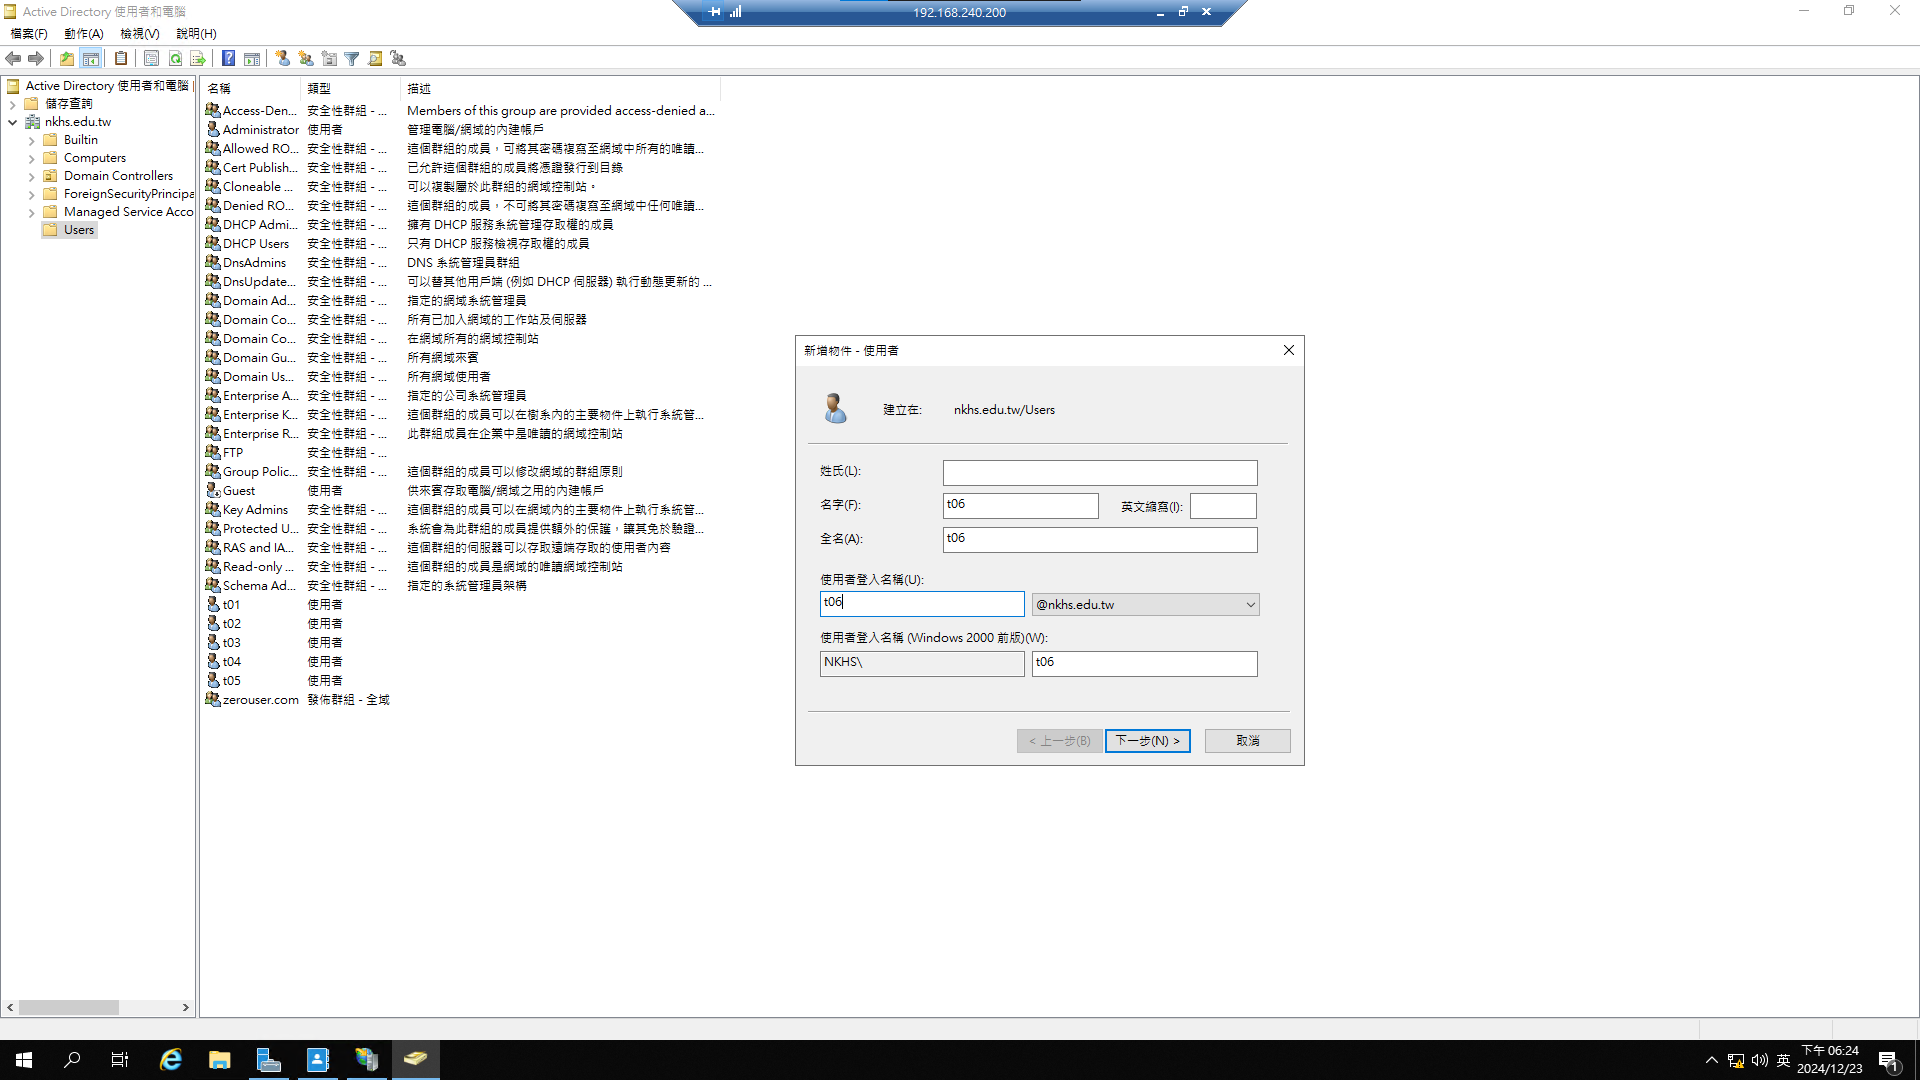 Active Directory 使用者和電腦
192.168.240.200
檔案(F) 動作(A) 檢視(V) 說明(H)
Active Directory 使用者和電腦
儲存查詢
nkhs.edu.tw
Builtin
Computers
Domain Controllers
ForeignSecurityPrincipa
Managed Service Acco
Users
名稱 類型 描述
Access-Den... 安全性群組 - ... Members of this group are provided access-denied a...
Administrator 使用者 管理電腦/網域的內建帳戶
Allowed RO... 安全性群組 - ... 這個群組的成員，可將其密碼複寫至網域中所有的唯讀...
Cert Publish... 安全性群組 - ... 已允許這個群組的成員將憑證發行到目錄
Cloneable ... 安全性群組 - ... 可以複製屬於此群組的網域控制站。
Denied RO... 安全性群組 - ... 這個群組的成員，不可將其密碼複寫至網域中任何唯讀...
DHCP Admi... 安全性群組 - ... 擁有 DHCP 服務系統管理存取權的成員
DHCP Users 安全性群組 - ... 只有 DHCP 服務檢視存取權的成員
DnsAdmins 安全性群組 - ... DNS 系統管理員群組
DnsUpdate... 安全性群組 - ... 可以替其他用戶端 (例如 DHCP 伺服器) 執行動態更新的 ...
Domain Ad... 安全性群組 - ... 指定的網域系統管理員
Domain Co... 安全性群組 - ... 所有已加入網域的工作站及伺服器
Domain Co... 安全性群組 - ... 在網域所有的網域控制站
Domain Gu... 安全性群組 - ... 所有網域來賓
Domain Us... 安全性群組 - ... 所有網域使用者
Enterprise A... 安全性群組 - ... 指定的公司系統管理員
Enterprise K... 安全性群組 - ... 這個群組的成員可以在樹系內的主要物件上執行系統管...
Enterprise R... 安全性群組 - ... 此群組成員在企業中是唯讀的網域控制站
FTP 安全性群組 - ...
Group Polic... 安全性群組 - ... 這個群組的成員可以修改網域的群組原則
Guest 使用者 供來賓存取電腦/網域之用的內建帳戶
Key Admins 安全性群組 - ... 這個群組的成員可以在網域內的主要物件上執行系統管...
Protected U... 安全性群組 - ... 系統會為此群組的成員提供額外的保護，讓其免於驗證...
RAS and IA... 安全性群組 - ... 這個群組的伺服器可以存取遠端存取的使用者內容
Read-only ... 安全性群組 - ... 這個群組的成員是網域的唯讀網域控制站
Schema Ad... 安全性群組 - ... 指定的系統管理員架構
t01 使用者
t02 使用者
t03 使用者
t04 使用者
t05 使用者
zerouser.com 發佈群組 - 全域
新增物件 - 使用者
建立在: nkhs.edu.tw/Users
姓氏(L):
名字(F): t06 英文縮寫(I):
全名(A): t06
使用者登入名稱(U):
t06 @nkhs.edu.tw
使用者登入名稱 (Windows 2000 前版)(W):
NKHS\ t06
< 上一步(B) 下一步(N) > 取消
英
下午 06:24
2024/12/23
1